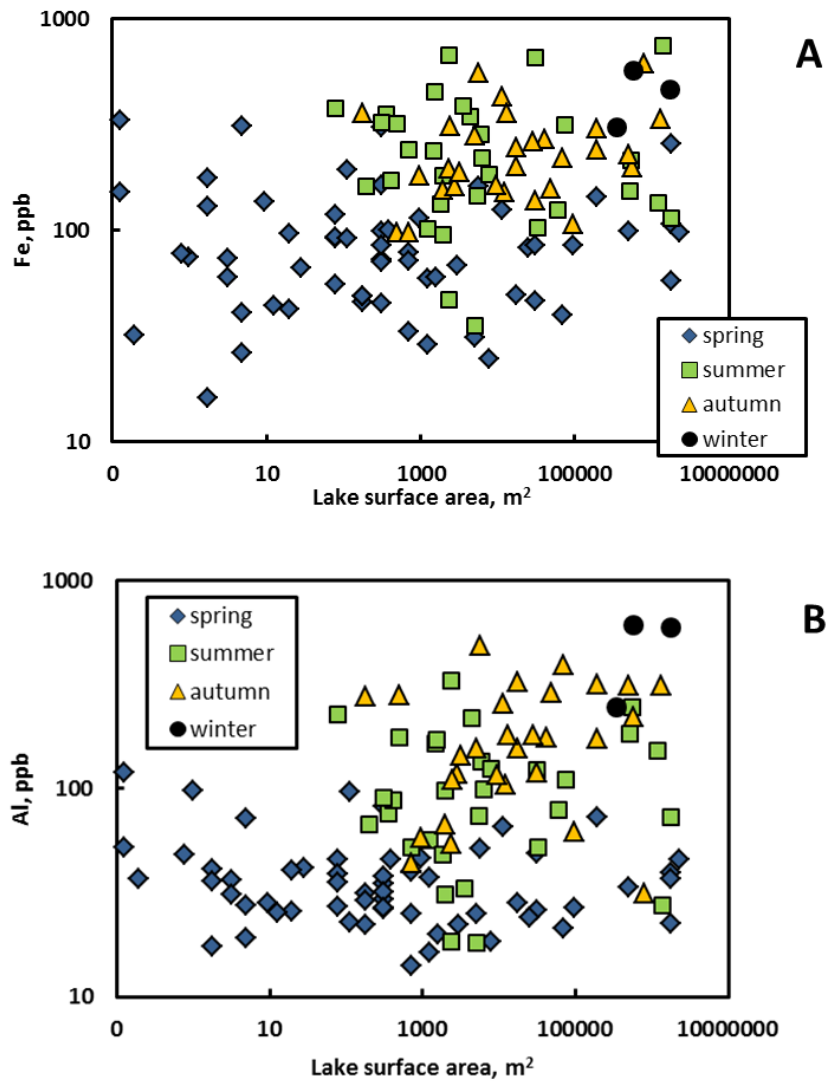 A
1000
100
10
Fe, ppb
0 10 1000 100000 10000000
Lake surface area, m²
spring
summer
autumn
winter
B
1000
100
10
Al, ppb
spring
summer
autumn
winter
0 10 1000 100000 10000000
Lake surface area, m²